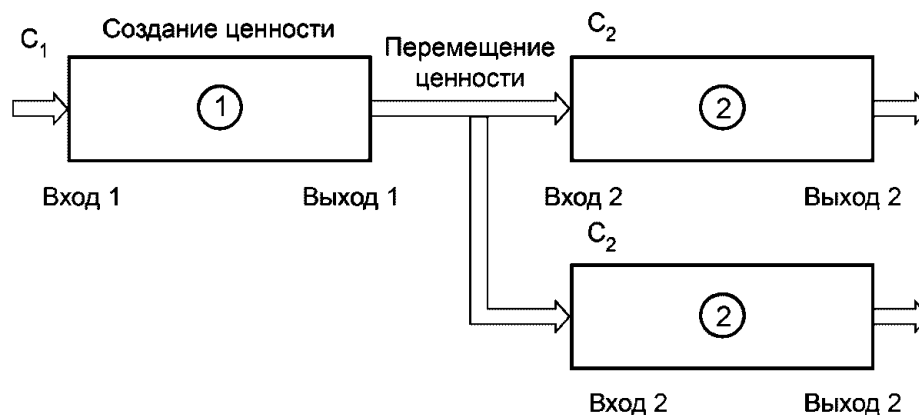 Создание ценности
C1
1
Перемещение
ценности
C2
2
Вход 1
Выход 1
Вход 2
Выход 2
C2
2
Вход 2
Выход 2